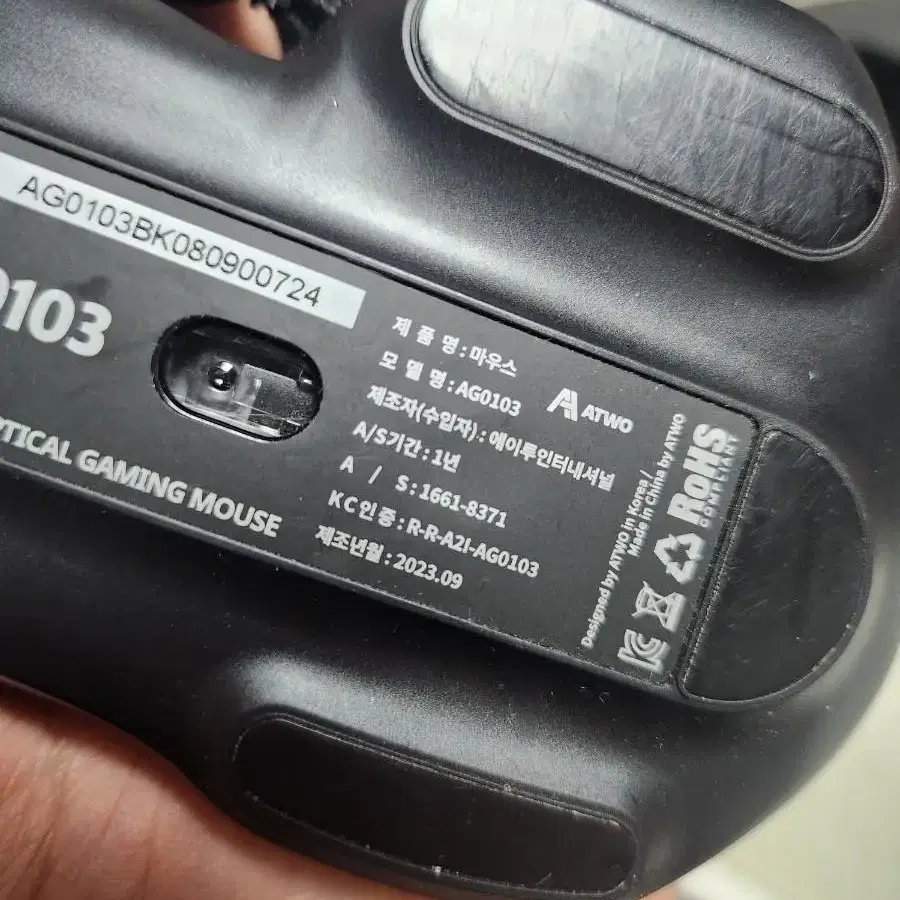 AG0103BK080900724
0103
PTICAL GAMING MOUSE
제 품 명 : 마우스
모 델 명 : AG0103
제조자(수입자) : 에이투인터내셔널
A/S기간 : 1년
A / S : 1661-8371
KC인증 : R-R-A2I-AG0103
제조년월 : 2023.09
ATWO
Designed by ATWO in Korea /
Made in China by ATWO
RoHS
COMPLIANT